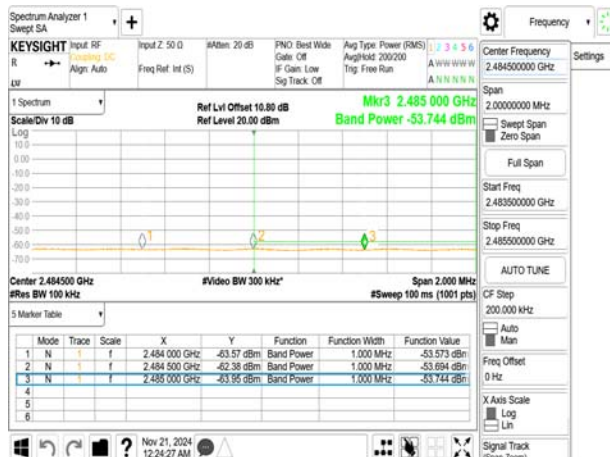 Spectrum Analyzer 1
Swept SA
+
Frequency
Settings
KEYSIGHT Input: RF
R
Coupling: DC
Align: Auto
LXI
Input Z: 50 Ω
Freq Ref: Int (S)
#Atten: 20 dB
PNO: Best Wide
Gate: Off
IF Gain: Low
Sig Track: Off
Avg Type: Power (RMS)
Avg|Hold: 200/200
Trig: Free Run
1 2 3 4 5 6
A W W W W W
A N N N N N
1 Spectrum
Scale/Div 10 dB
Log
Ref Lvl Offset 10.80 dB
Ref Level 20.00 dBm
Mkr3 2.485 000 GHz
Band Power -53.744 dBm
10.0
0.00
-10.0
-20.0
-30.0
-40.0
-50.0
-60.0
-70.0
1
2
3
Center 2.484500 GHz
#Res BW 100 kHz
#Video BW 300 kHz*
Span 2.000 MHz
#Sweep 100 ms (1001 pts)
5 Marker Table
Mode Trace Scale X Y Function Function Width Function Value
1 N 1 f 2.484 000 GHz -63.57 dBm Band Power 1.000 MHz -53.573 dBm
2 N 1 f 2.484 500 GHz -62.38 dBm Band Power 1.000 MHz -53.694 dBm
3 N 1 f 2.485 000 GHz -63.95 dBm Band Power 1.000 MHz -53.744 dBm
4
5
6
?
Nov 21, 2024
12:24:27 AM
Center Frequency
2.484500000 GHz
Span
2.00000000 MHz
Swept Span
Zero Span
Full Span
Start Freq
2.483500000 GHz
Stop Freq
2.485500000 GHz
AUTO TUNE
CF Step
200.000 kHz
Auto
Man
Freq Offset
0 Hz
X Axis Scale
Log
Lin
Signal Track
(Span Zoom)